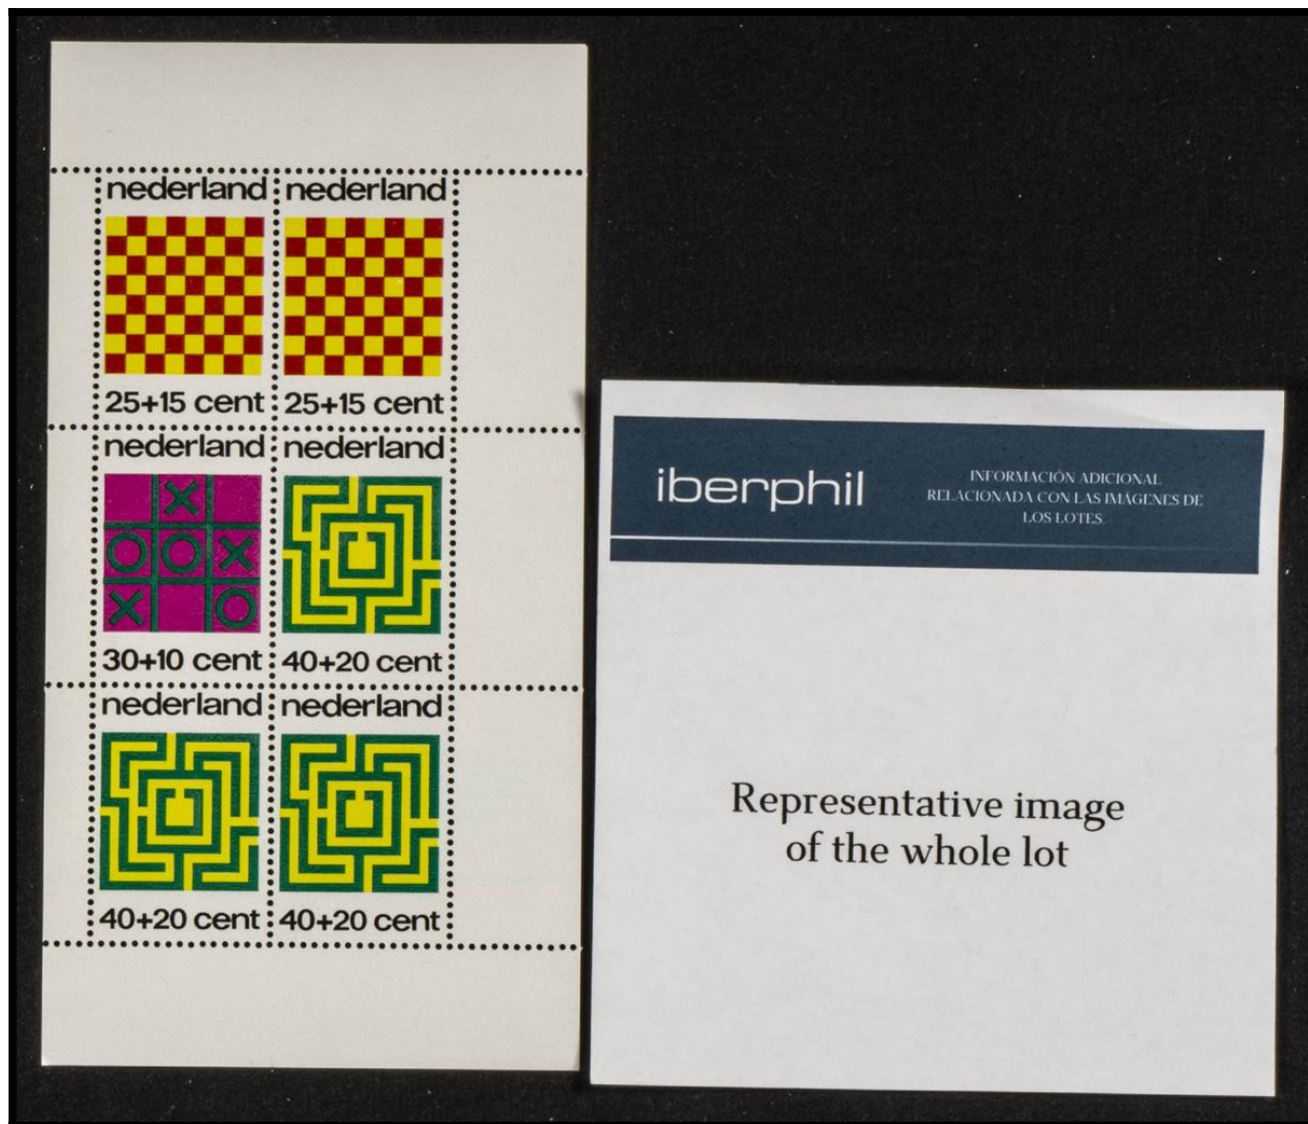 nederland nederland
25+15 cent 25+15 cent
nederland nederland
X
O O X
X O
30+10 cent 40+20 cent
nederland nederland
40+20 cent 40+20 cent
iberphil
INFORMACIÓN ADICIONAL
RELACIONADA CON LAS IMÁGENES DE
LOS LOTES.
Representative image
of the whole lot